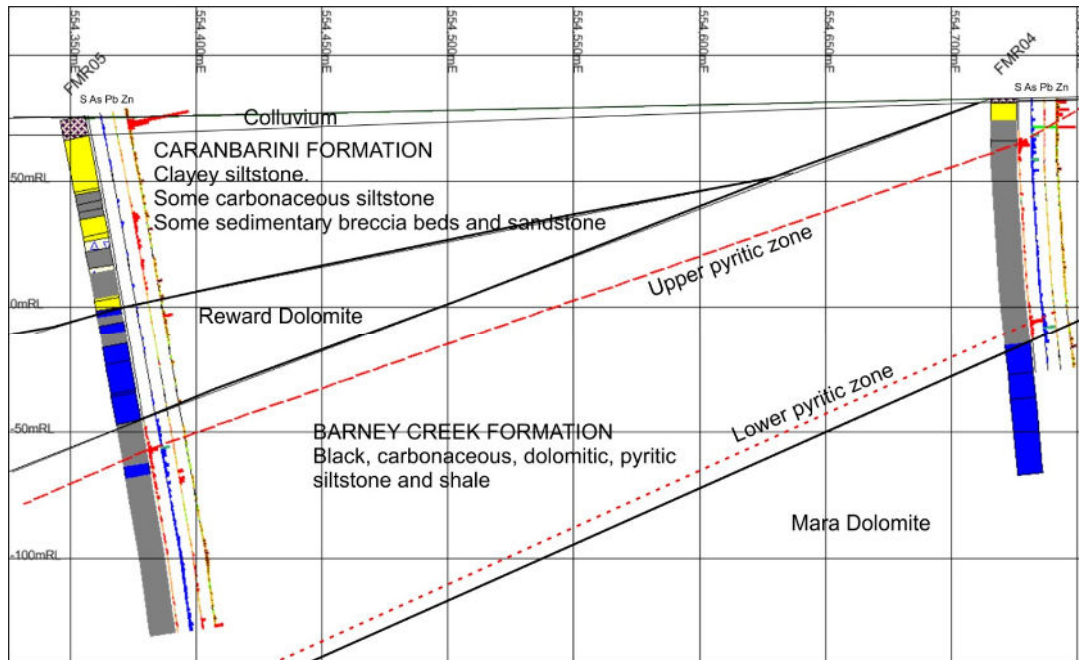 554,350mE
554,400mE
554,450mE
554,500mE
554,550mE
554,600mE
554,650mE
554,700mE
FMR05
FMR04
S As Pb Zn
S As Pb Zn
Colluvium
CARANBARINI FORMATION
Clayey siltstone.
Some carbonaceous siltstone
Some sedimentary breccia beds and sandstone
50mRL
Upper pyritic zone
0mRL
Reward Dolomite
Lower pyritic zone
-50mRL
BARNEY CREEK FORMATION
Black, carbonaceous, dolomitic, pyritic
siltstone and shale
Mara Dolomite
-100mRL